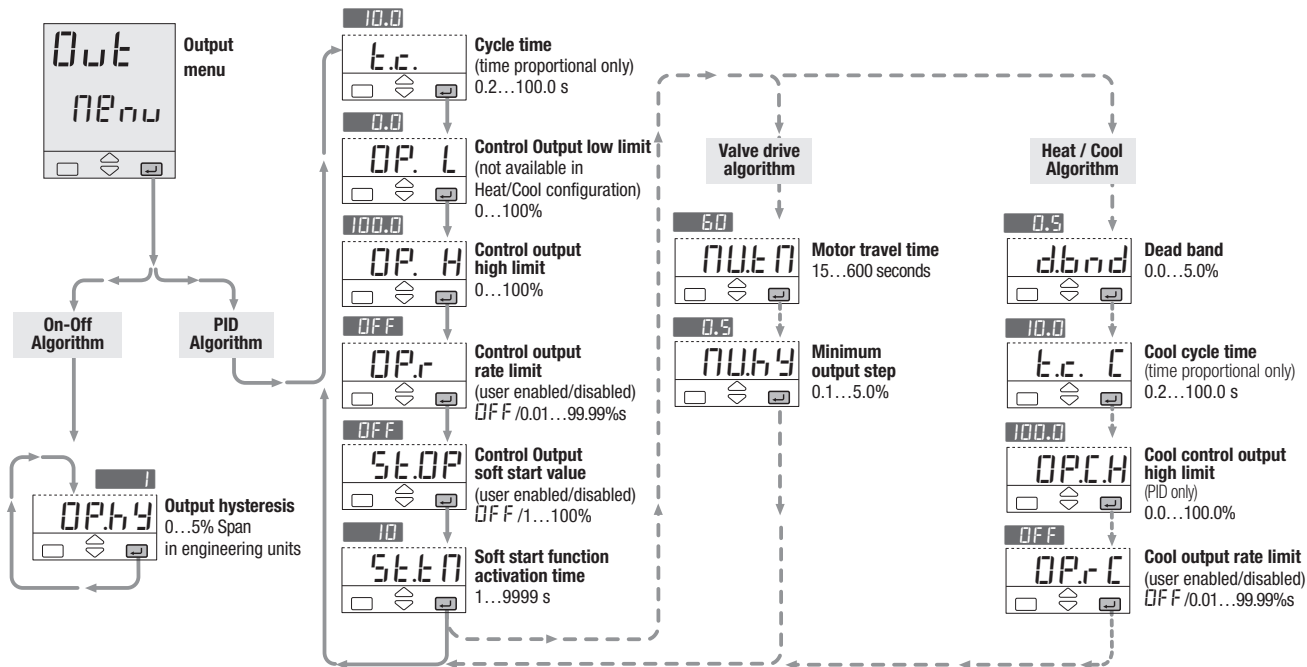 Out
MEnu
Output
menu
On-Off
Algorithm
PID
Algorithm
1
OP.hy
Output hysteresis
0…5% Span
in engineering units
10.0
t.c.
Cycle time
(time proportional only)
0.2…100.0 s
0.0
OP. L
Control Output low limit
(not available in
Heat/Cool configuration)
0…100%
100.0
OP. H
Control output
high limit
0…100%
OFF
OP.r
Control output
rate limit
(user enabled/disabled)
OFF/0.01…99.99%s
OFF
St.OP
Control Output
soft start value
(user enabled/disabled)
OFF/1…100%
10
St.tM
Soft start function
activation time
1…9999 s
Valve drive
algorithm
60
MV.tM
Motor travel time
15…600 seconds
0.5
MV.hy
Minimum
output step
0.1…5.0%
Heat / Cool
Algorithm
0.5
d.bnd
Dead band
0.0…5.0%
10.0
t.c. C
Cool cycle time
(time proportional only)
0.2…100.0 s
100.0
OP.C.H
Cool control output
high limit
(PID only)
0.0…100.0%
OFF
OP.r C
Cool output rate limit
(user enabled/disabled)
OFF/0.01…99.99%s